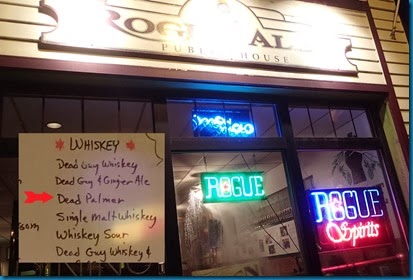 ROGUE ALES
PUBLIC HOUSE
ROGUE
ROGUE
Spirits
WHISKEY
Dead Guy Whiskey
Dead Guy & Ginger Ale
Dead Palmer
Single Malt Whiskey
Whiskey Sour
Dead Guy Whiskey &
som